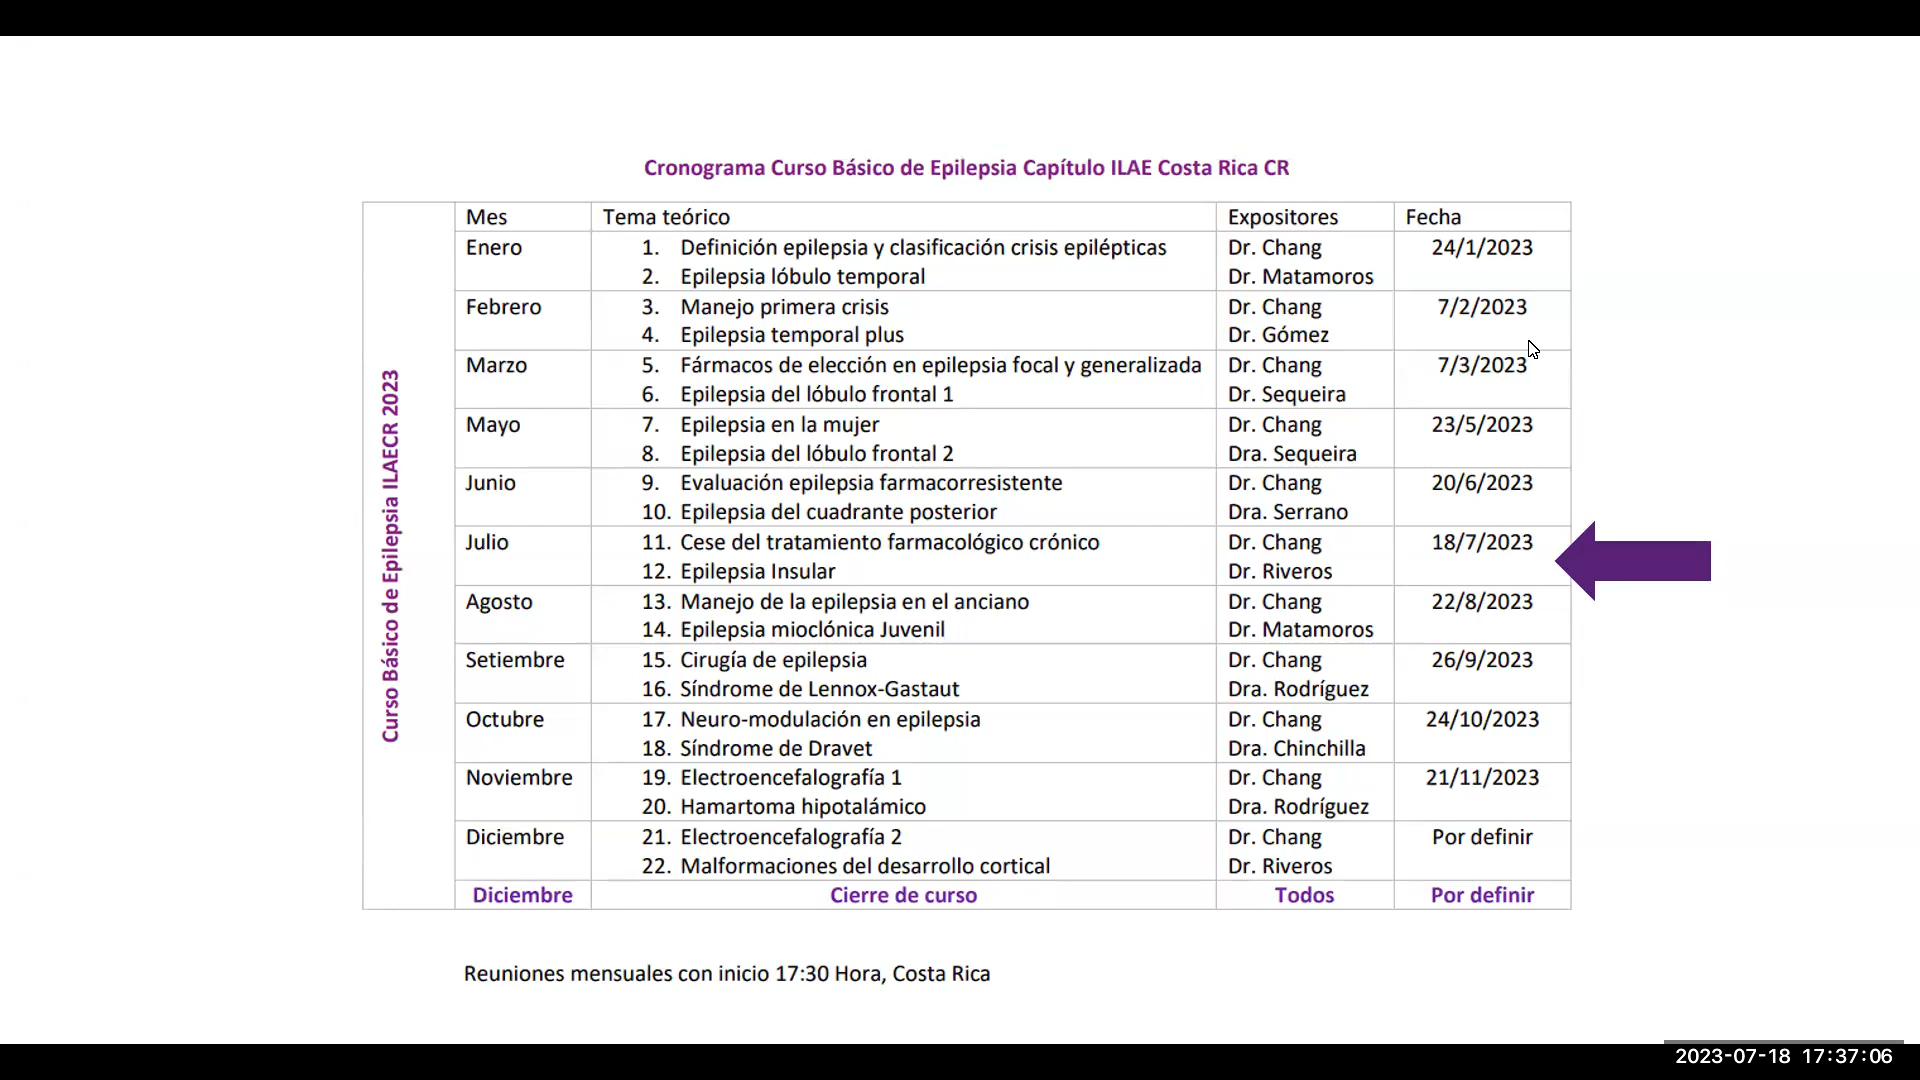 Cronograma Curso Básico de Epilepsia Capítulo ILAE Costa Rica CR
Curso Básico de Epilepsia ILAECR 2023
Mes Tema teórico Expositores Fecha
Enero 1. Definición epilepsia y clasificación crisis epilépticas Dr. Chang 24/1/2023
2. Epilepsia lóbulo temporal Dr. Matamoros
Febrero 3. Manejo primera crisis Dr. Chang 7/2/2023
4. Epilepsia temporal plus Dr. Gómez
Marzo 5. Fármacos de elección en epilepsia focal y generalizada Dr. Chang 7/3/2023
6. Epilepsia del lóbulo frontal 1 Dr. Sequeira
Mayo 7. Epilepsia en la mujer Dr. Chang 23/5/2023
8. Epilepsia del lóbulo frontal 2 Dra. Sequeira
Junio 9. Evaluación epilepsia farmacorresistente Dr. Chang 20/6/2023
10. Epilepsia del cuadrante posterior Dra. Serrano
Julio 11. Cese del tratamiento farmacológico crónico Dr. Chang 18/7/2023
12. Epilepsia Insular Dr. Riveros
Agosto 13. Manejo de la epilepsia en el anciano Dr. Chang 22/8/2023
14. Epilepsia mioclónica Juvenil Dr. Matamoros
Setiembre 15. Cirugía de epilepsia Dr. Chang 26/9/2023
16. Síndrome de Lennox-Gastaut Dra. Rodríguez
Octubre 17. Neuro-modulación en epilepsia Dr. Chang 24/10/2023
18. Síndrome de Dravet Dra. Chinchilla
Noviembre 19. Electroencefalografía 1 Dr. Chang 21/11/2023
20. Hamartoma hipotalámico Dra. Rodríguez
Diciembre 21. Electroencefalografía 2 Dr. Chang Por definir
22. Malformaciones del desarrollo cortical Dr. Riveros
Diciembre Cierre de curso Todos Por definir
Reuniones mensuales con inicio 17:30 Hora, Costa Rica
2023-07-18 17:37:06